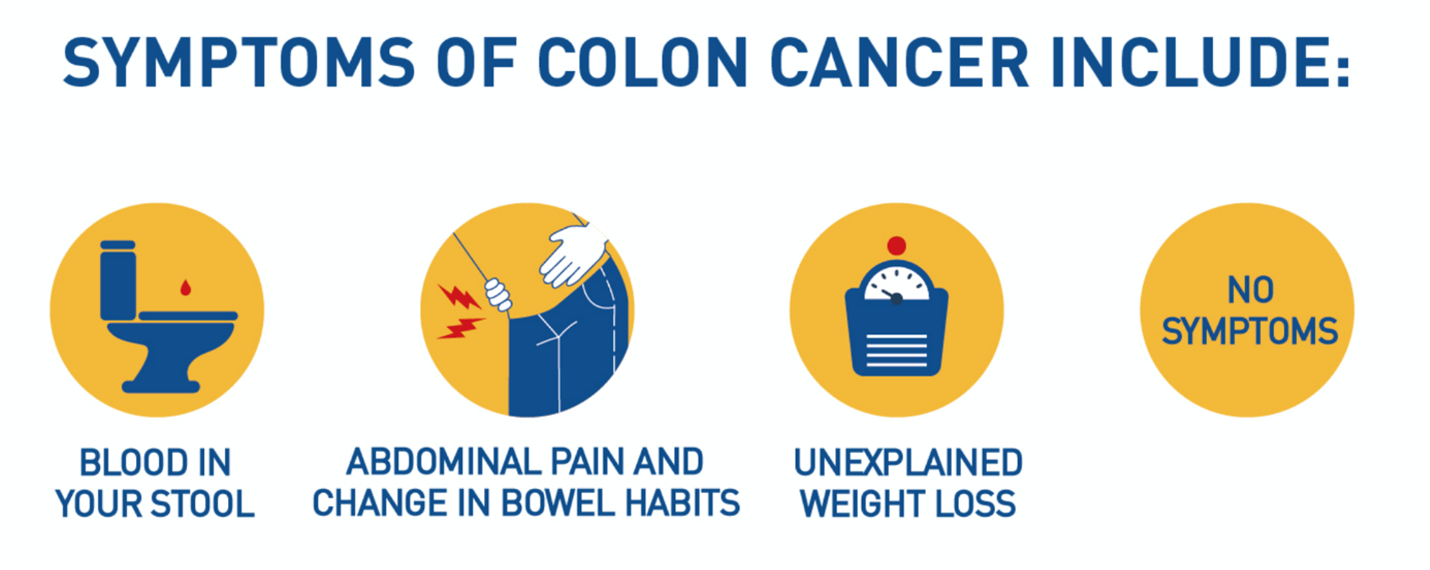 SYMPTOMS OF COLON CANCER INCLUDE:
NO
SYMPTOMS
BLOOD IN
YOUR STOOL
ABDOMINAL PAIN AND
CHANGE IN BOWEL HABITS
UNEXPLAINED
WEIGHT LOSS